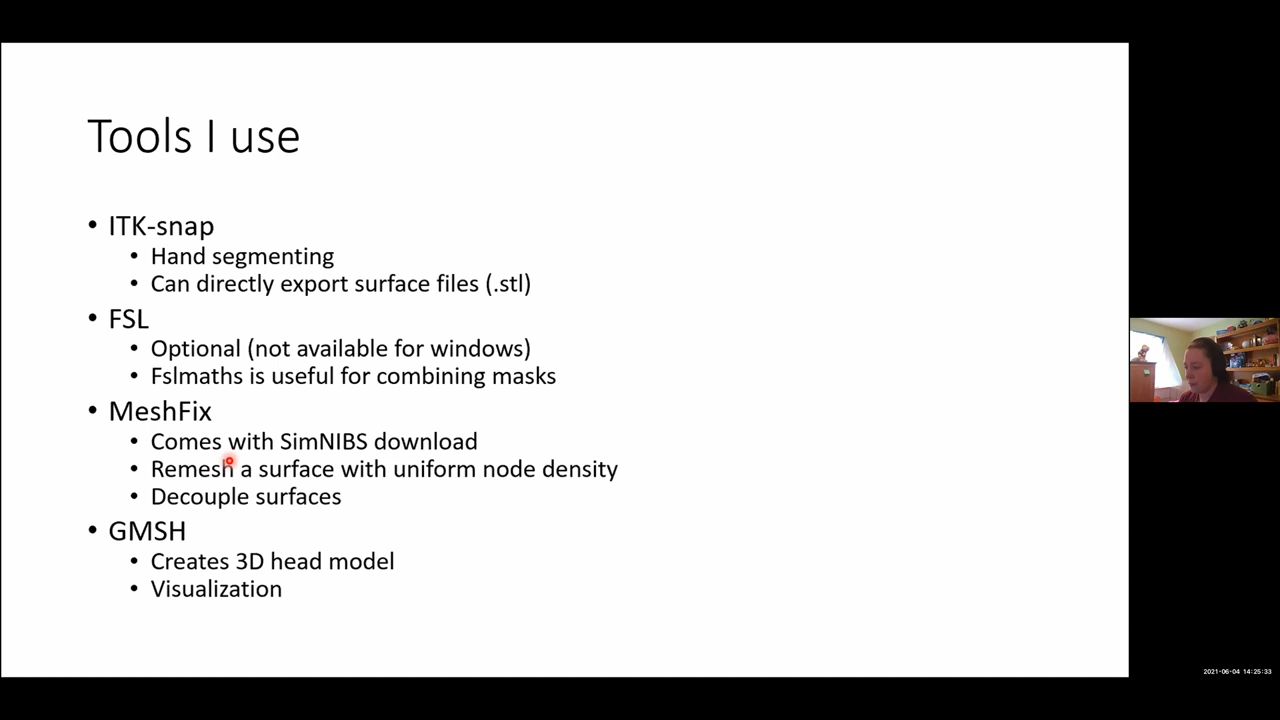 Tools I use
• ITK-snap
• Hand segmenting
• Can directly export surface files (.stl)
• FSL
• Optional (not available for windows)
• Fslmaths is useful for combining masks
• MeshFix
• Comes with SimNIBS download
• Remesh a surface with uniform node density
• Decouple surfaces
• GMSH
• Creates 3D head model
• Visualization
2021-06-04 14:25:33